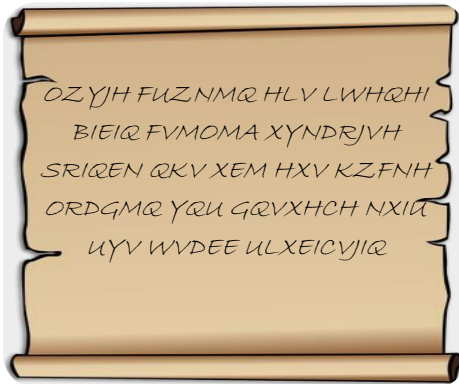 OZYJH FUZNMQ HLV LWHQHI
BIEIQ FVMOMA XYNDRJVH
SRIQEN QKV XEM HXV KZFNH
ORDGMQ YQU GQVXHCH NXIU
UYV WVDEE ULXEICVJIQ